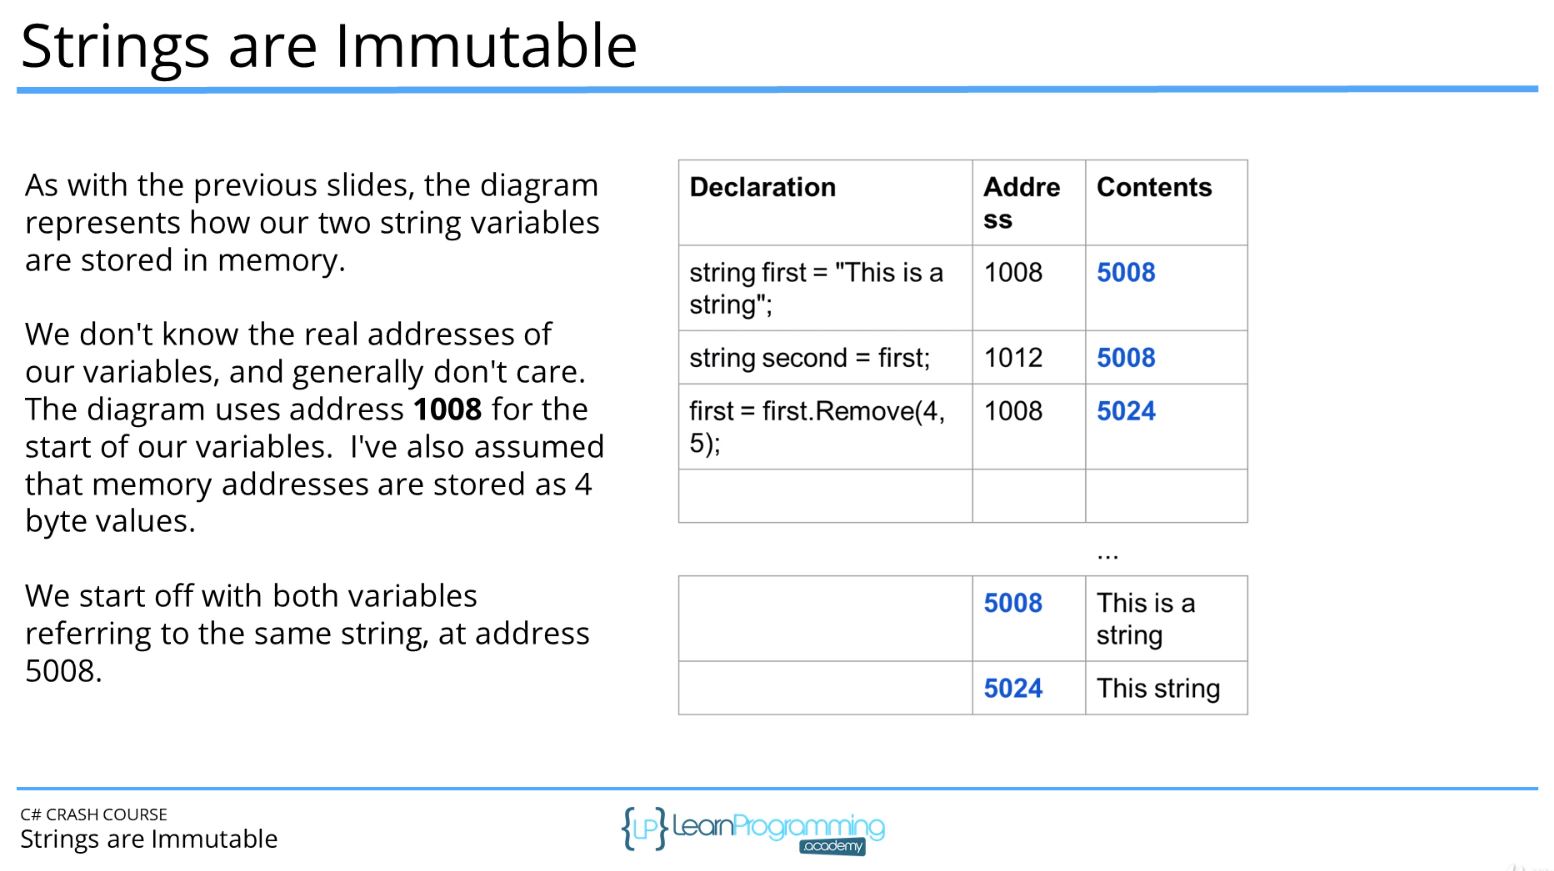 Strings are Immutable
As with the previous slides, the diagram
represents how our two string variables
are stored in memory.
We don't know the real addresses of
our variables, and generally don't care.
The diagram uses address 1008 for the
start of our variables.  I've also assumed
that memory addresses are stored as 4
byte values.
We start off with both variables
referring to the same string, at address
5008.
Declaration
Addre
ss
Contents
string first = "This is a
string";
1008
5008
string second = first;
1012
5008
first = first.Remove(4,
5);
1008
5024
...
5008
This is a
string
5024
This string
C# CRASH COURSE
Strings are Immutable
{LP} LearnProgramming
.academy